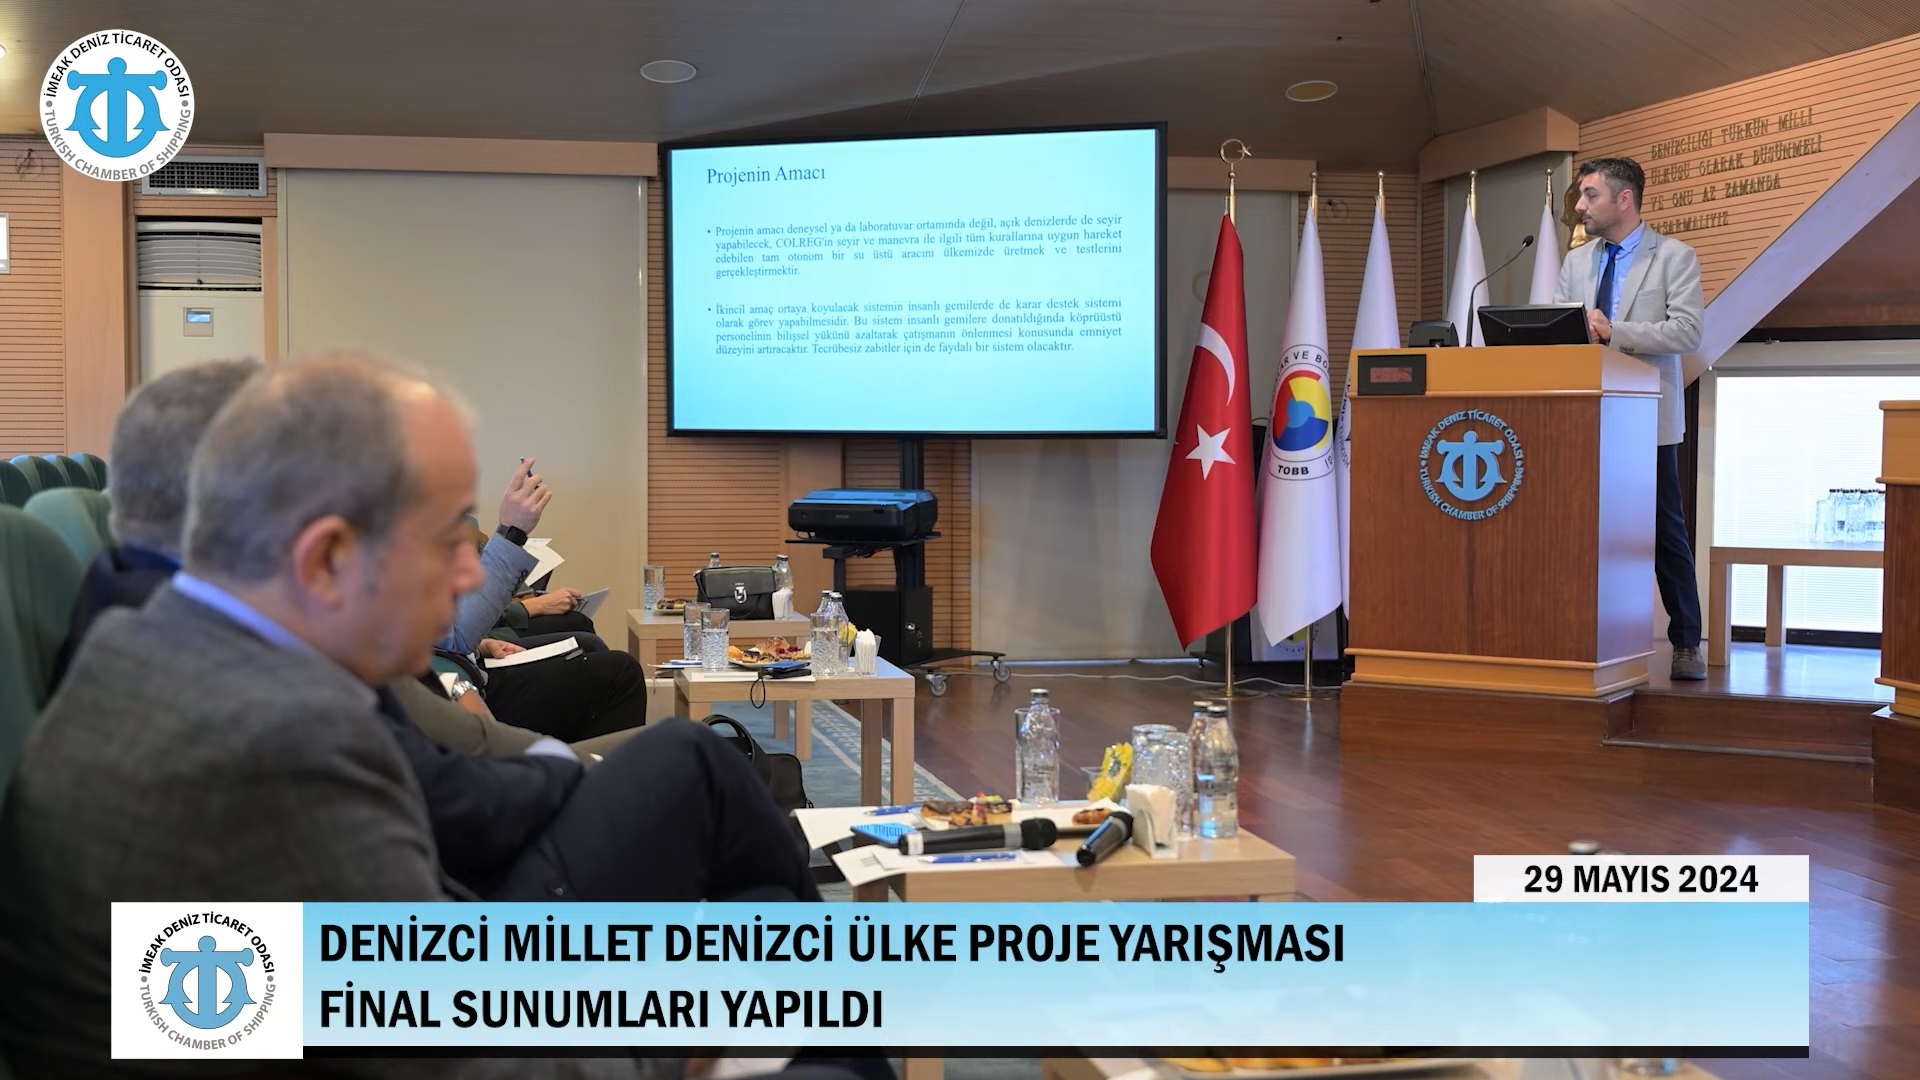 İMEAK DENİZ TİCARET ODASI
TURKISH CHAMBER OF SHIPPING
Projenin Amacı
• Projenin amacı deneysel ya da laboratuvar ortamında değil, açık denizlerde de seyir
yapabilecek, COLREG'in seyir ve manevra ile ilgili tüm kurallarına uygun hareket
edebilen tam otonom bir su üstü aracını ülkemizde üretmek ve testlerini
gerçekleştirmektir.
• İkincil amaç ortaya koyulacak sistemin insanlı gemilerde de karar destek sistemi
olarak görev yapabilmesidir. Bu sistem insanlı gemilere donatıldığında köprüüstü
personelinin bilişsel yükünü azaltarak çatışmanın önlenmesi konusunda emniyet
düzeyini artıracaktır. Tecrübesiz zabitler için de faydalı bir sistem olacaktır.
DENİZCİLİĞİ TÜRKÜN MİLLİ
ÜLKÜSÜ OLARAK DÜŞÜNMELİ
VE ONU AZ ZAMANDA
BAŞARMALIYIZ
VE
TOBB
İMEAK DENİZ TİCARET ODASI
TURKISH CHAMBER OF SHIPPING
29 MAYIS 2024
İMEAK DENİZ TİCARET ODASI
TURKISH CHAMBER OF SHIPPING
DENİZCİ MİLLET DENİZCİ ÜLKE PROJE YARIŞMASI
FİNAL SUNUMLARI YAPILDI